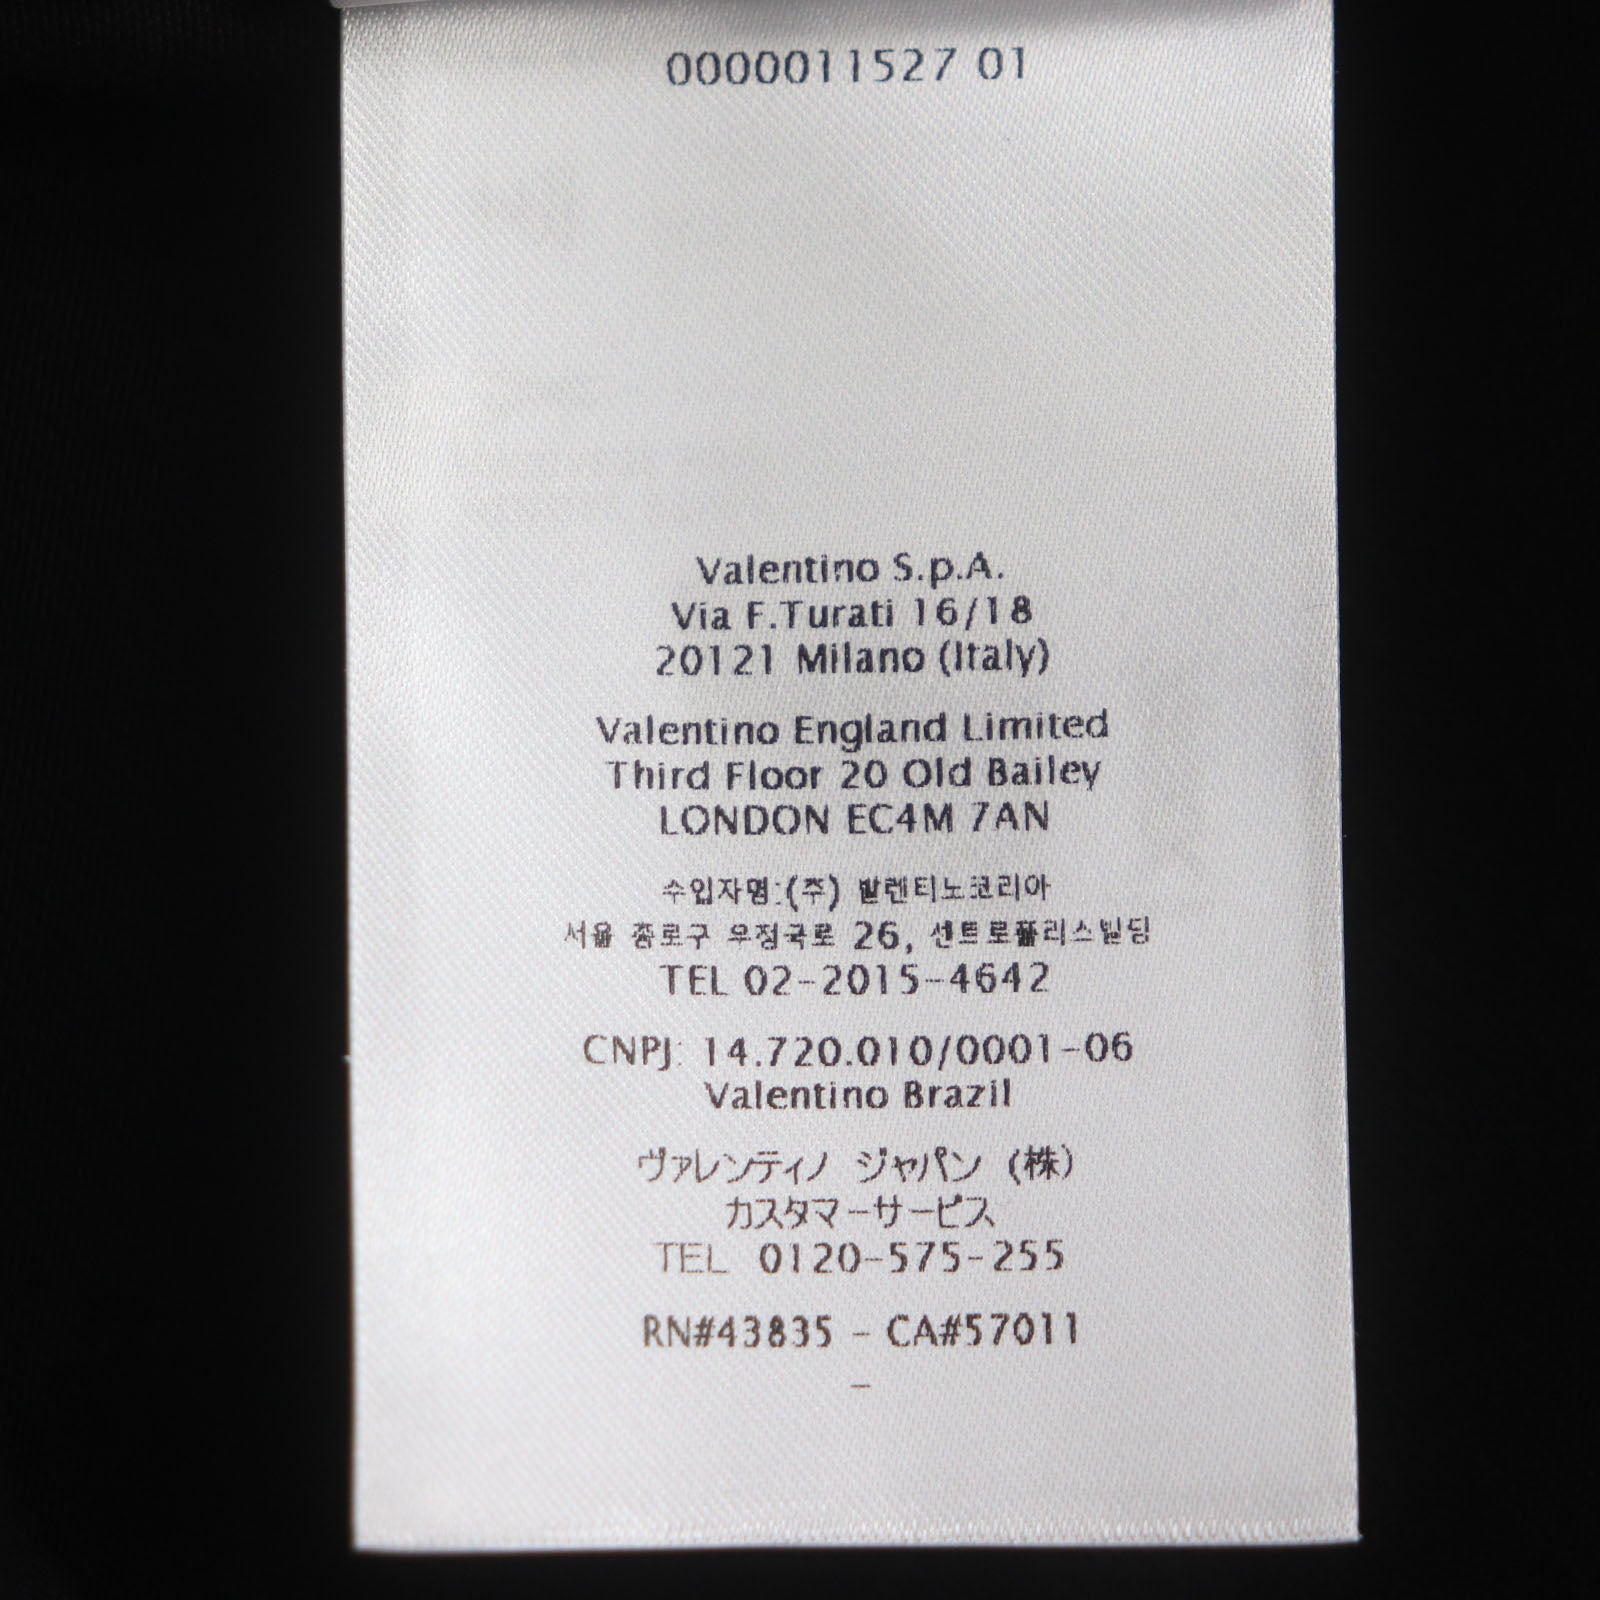 0000011527 01
Valentino S.p.A.
Via F.Turati 16/18
20121 Milano (Italy)
Valentino England Limited
Third Floor 20 Old Bailey
LONDON EC4M 7AN
수입자명:(주) 발렌티노코리아
서울 종로구 우정국로 26, 센트로폴리스빌딩
TEL 02-2015-4642
CNPJ: 14.720.010/0001-06
Valentino Brazil
ヴァレンティノ ジャパン (株)
カスタマーサービス
TEL 0120-575-255
RN#43835 - CA#57011
-